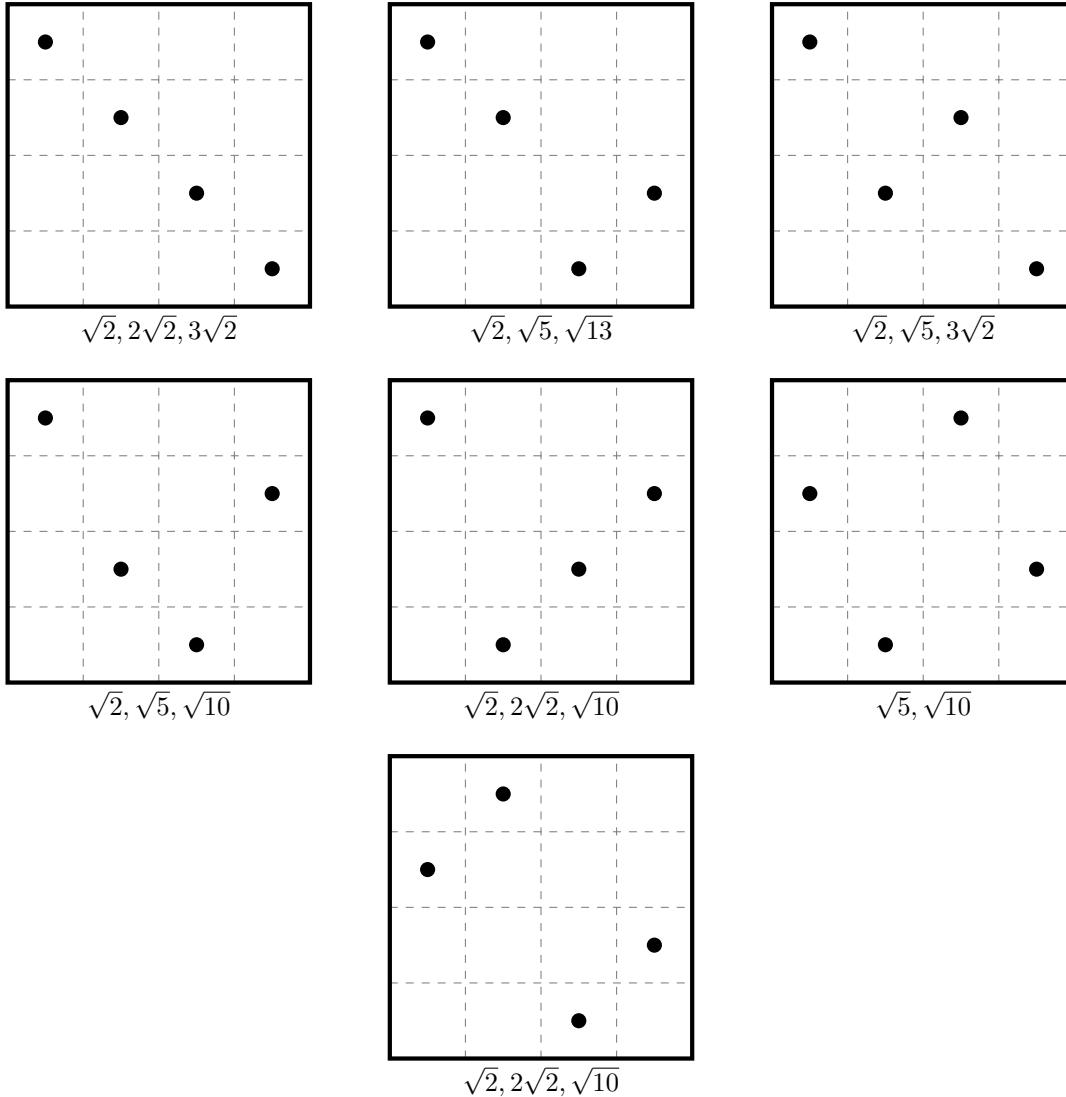 √2, 2√2, 3√2
√2, √5, √13
√2, √5, 3√2
√2, √5, √10
√2, 2√2, √10
√5, √10
√2, 2√2, √10